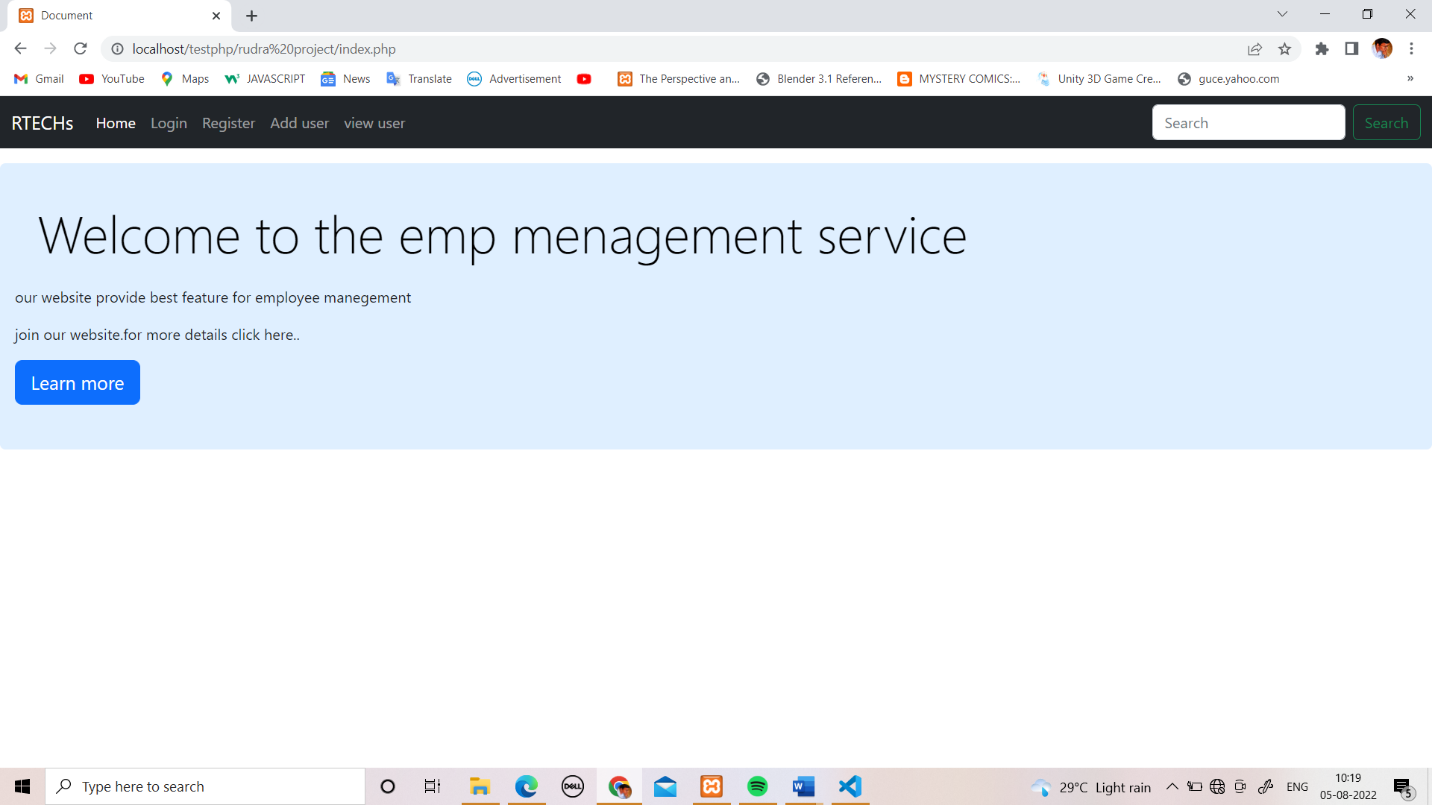 Document
localhost/testphp/rudra%20project/index.php
Gmail YouTube Maps JAVASCRIPT News Translate Advertisement The Perspective an... Blender 3.1 Referen... MYSTERY COMICS:... Unity 3D Game Cre... guce.yahoo.com »
RTECHs Home Login Register Add user view user Search Search
Welcome to the emp menagement service
our website provide best feature for employee manegement
join our website.for more details click here..
Learn more
Type here to search DELL 29°C Light rain ENG 10:19
05-08-2022 5